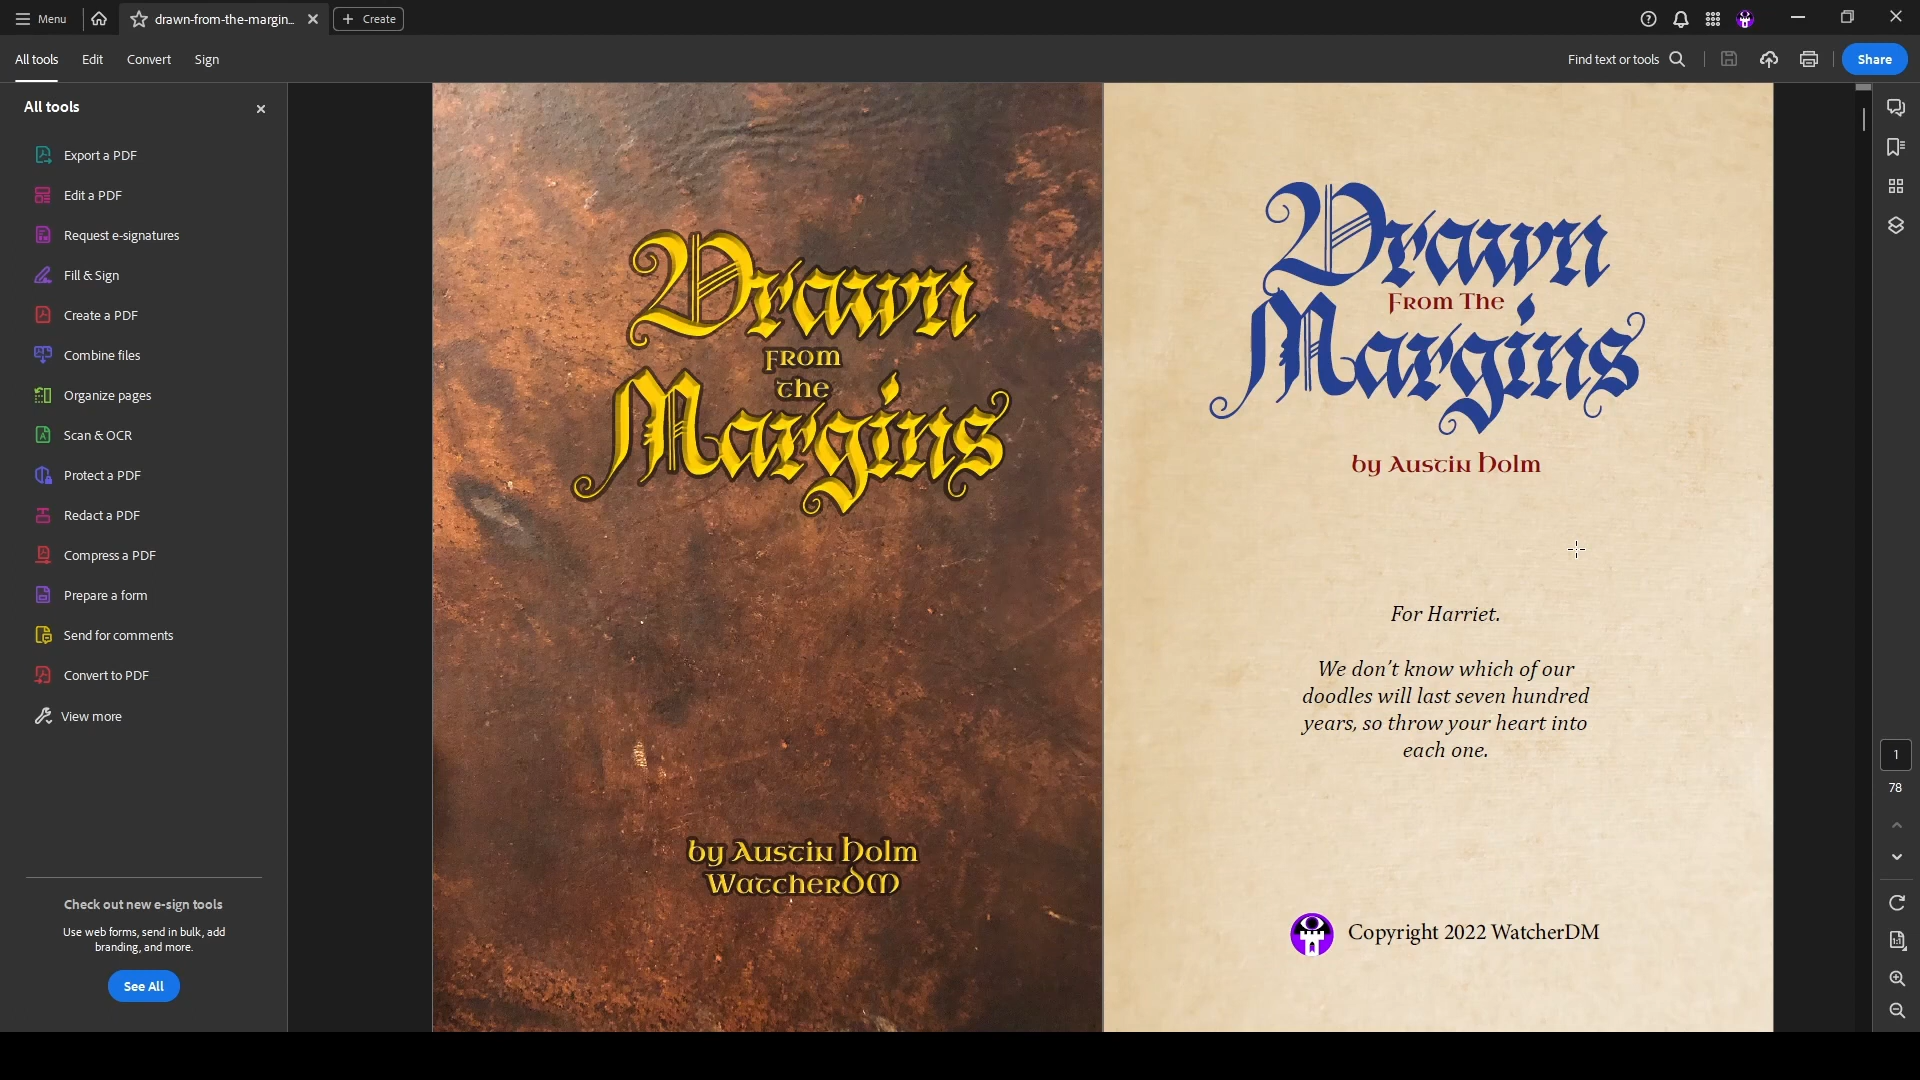 Menu
drawn-from-the-margin...
Create
All tools
Edit
Convert
Sign
Find text or tools
Share
All tools
Export a PDF
Edit a PDF
Request e-signatures
Fill & Sign
Create a PDF
Combine files
Organize pages
Scan & OCR
Protect a PDF
Redact a PDF
Compress a PDF
Prepare a form
Send for comments
Convert to PDF
View more
Check out new e-sign tools
Use web forms, send in bulk, add
branding, and more.
See All
Drawn
from
the
Margins
by Austin Holm
WatcherDM
Drawn
From The
Margins
by Austin Holm
For Harriet.
We don't know which of our
doodles will last seven hundred
years, so throw your heart into
each one.
Copyright 2022 WatcherDM
1
78
1:1